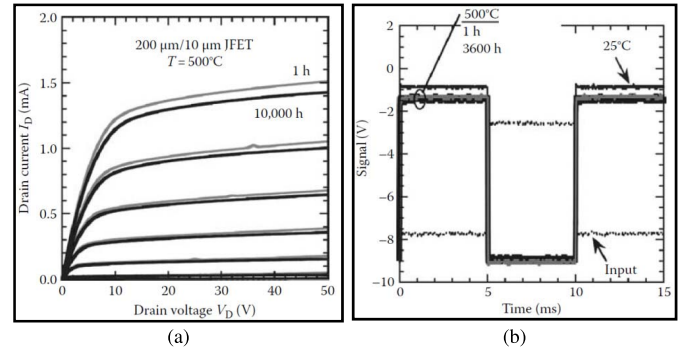 2.0
1.5
1.0
0.5
0.0
Drain current I_D (mA)
200 μm/10 μm JFET
T = 500°C
1 h
10,000 h
0 10 20 30 40 50
Drain voltage V_D (V)
(a)
2
0
−2
−4
−6
−8
−10
Signal (V)
500°C
1 h
3600 h
25°C
Input
0 5 10 15
Time (ms)
(b)